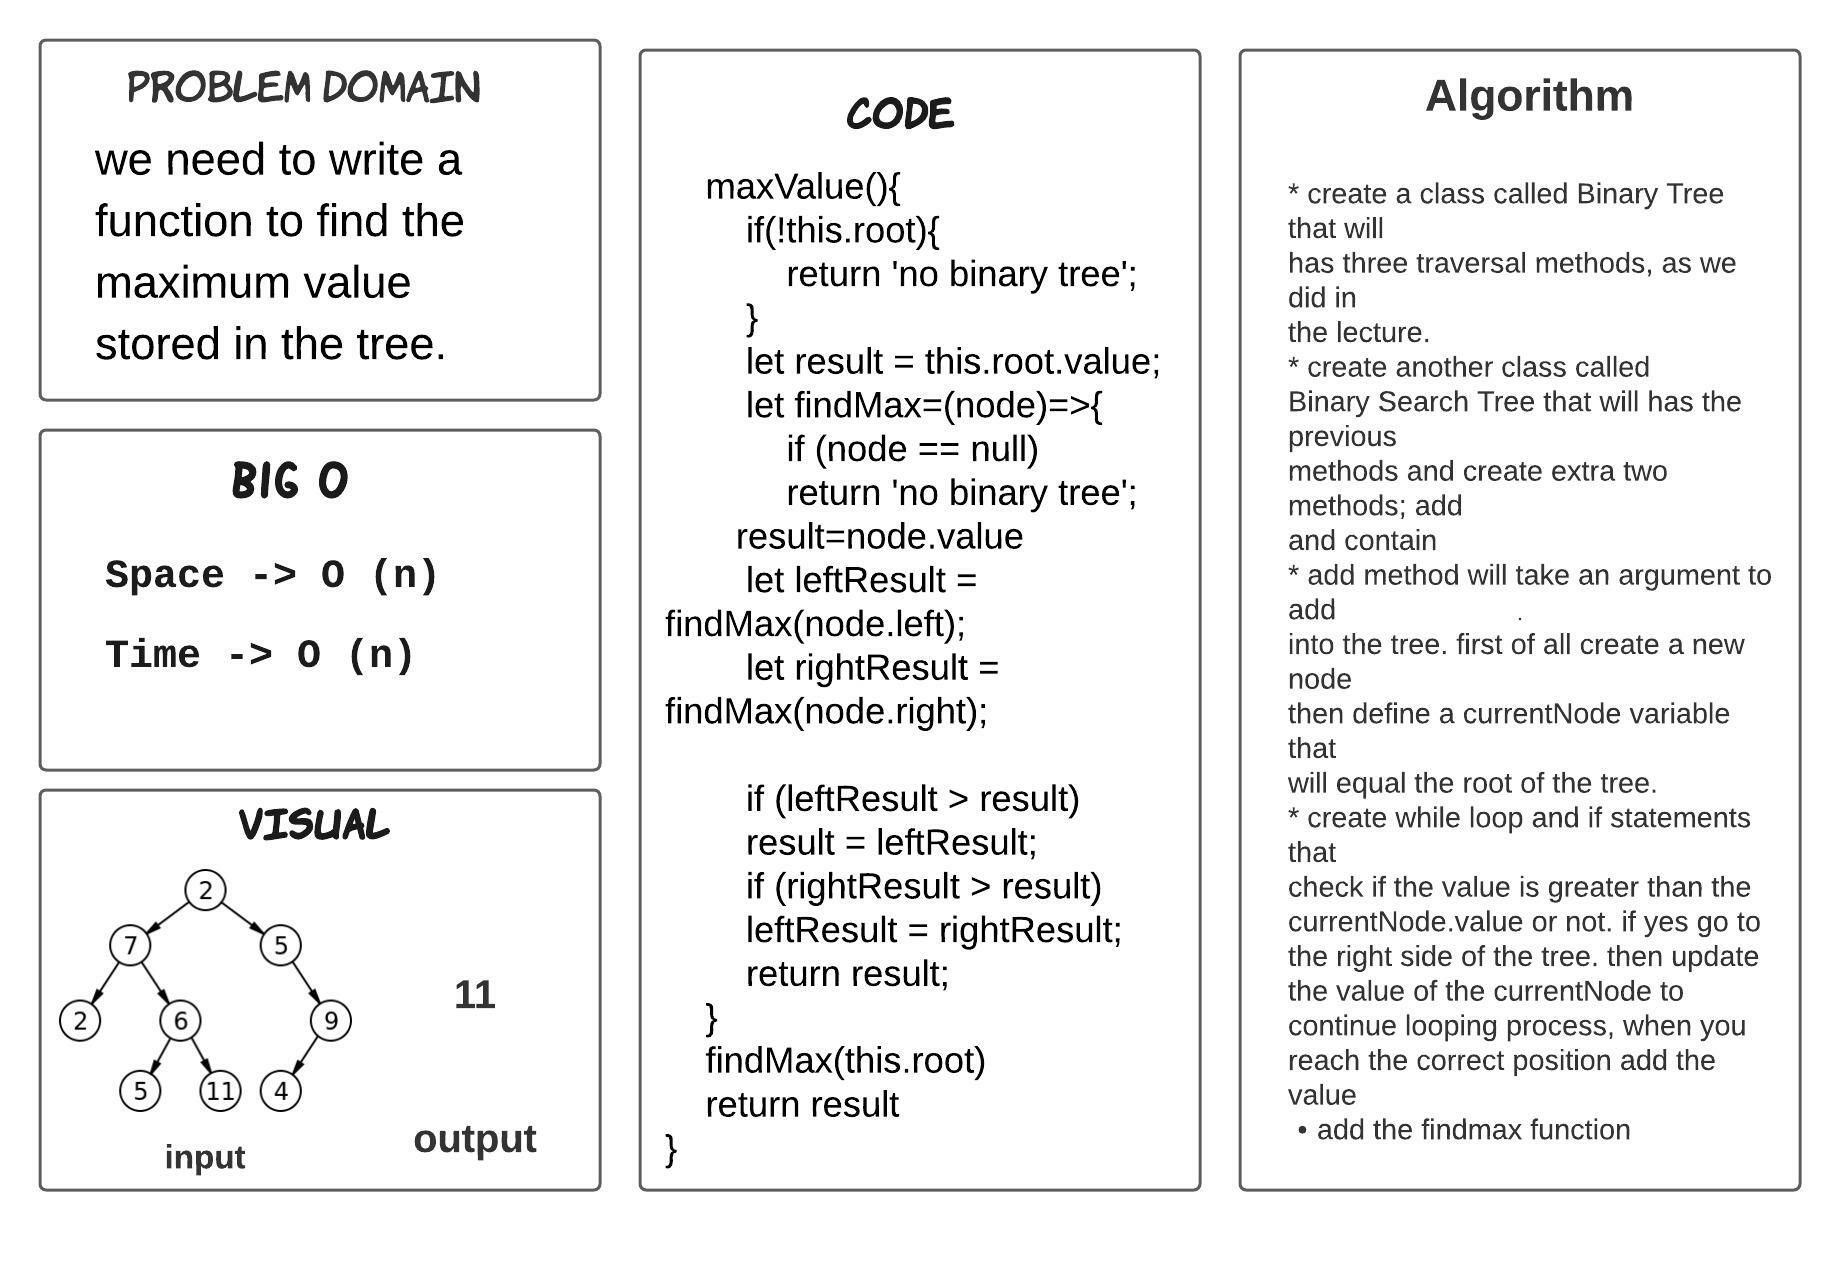 PROBLEM DOMAIN
we need to write a
function to find the
maximum value
stored in the tree.
BIG O
Space -> O (n)
Time -> O (n)
VISUAL
2
7
5
2
6
9
5
11
4
11
input
output
CODE
maxValue(){
if(!this.root){
return 'no binary tree';
}
let result = this.root.value;
let findMax=(node)=>{
if (node == null)
return 'no binary tree';
result=node.value
let leftResult =
findMax(node.left);
let rightResult =
findMax(node.right);
if (leftResult > result)
result = leftResult;
if (rightResult > result)
leftResult = rightResult;
return result;
}
findMax(this.root)
return result
}
Algorithm
* create a class called Binary Tree
that will
has three traversal methods, as we
did in
the lecture.
* create another class called
Binary Search Tree that will has the
previous
methods and create extra two
methods; add
and contain
* add method will take an argument to
add
.
into the tree. first of all create a new
node
then define a currentNode variable
that
will equal the root of the tree.
* create while loop and if statements
that
check if the value is greater than the
currentNode.value or not. if yes go to
the right side of the tree. then update
the value of the currentNode to
continue looping process, when you
reach the correct position add the
value
• add the findmax function